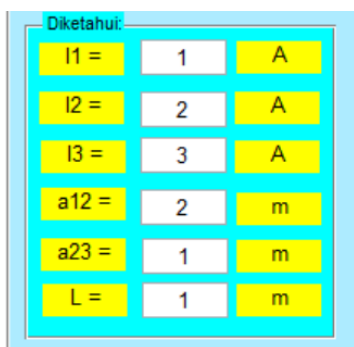 Diketahui:
I1 = 1 A
I2 = 2 A
I3 = 3 A
a12 = 2 m
a23 = 1 m
L = 1 m